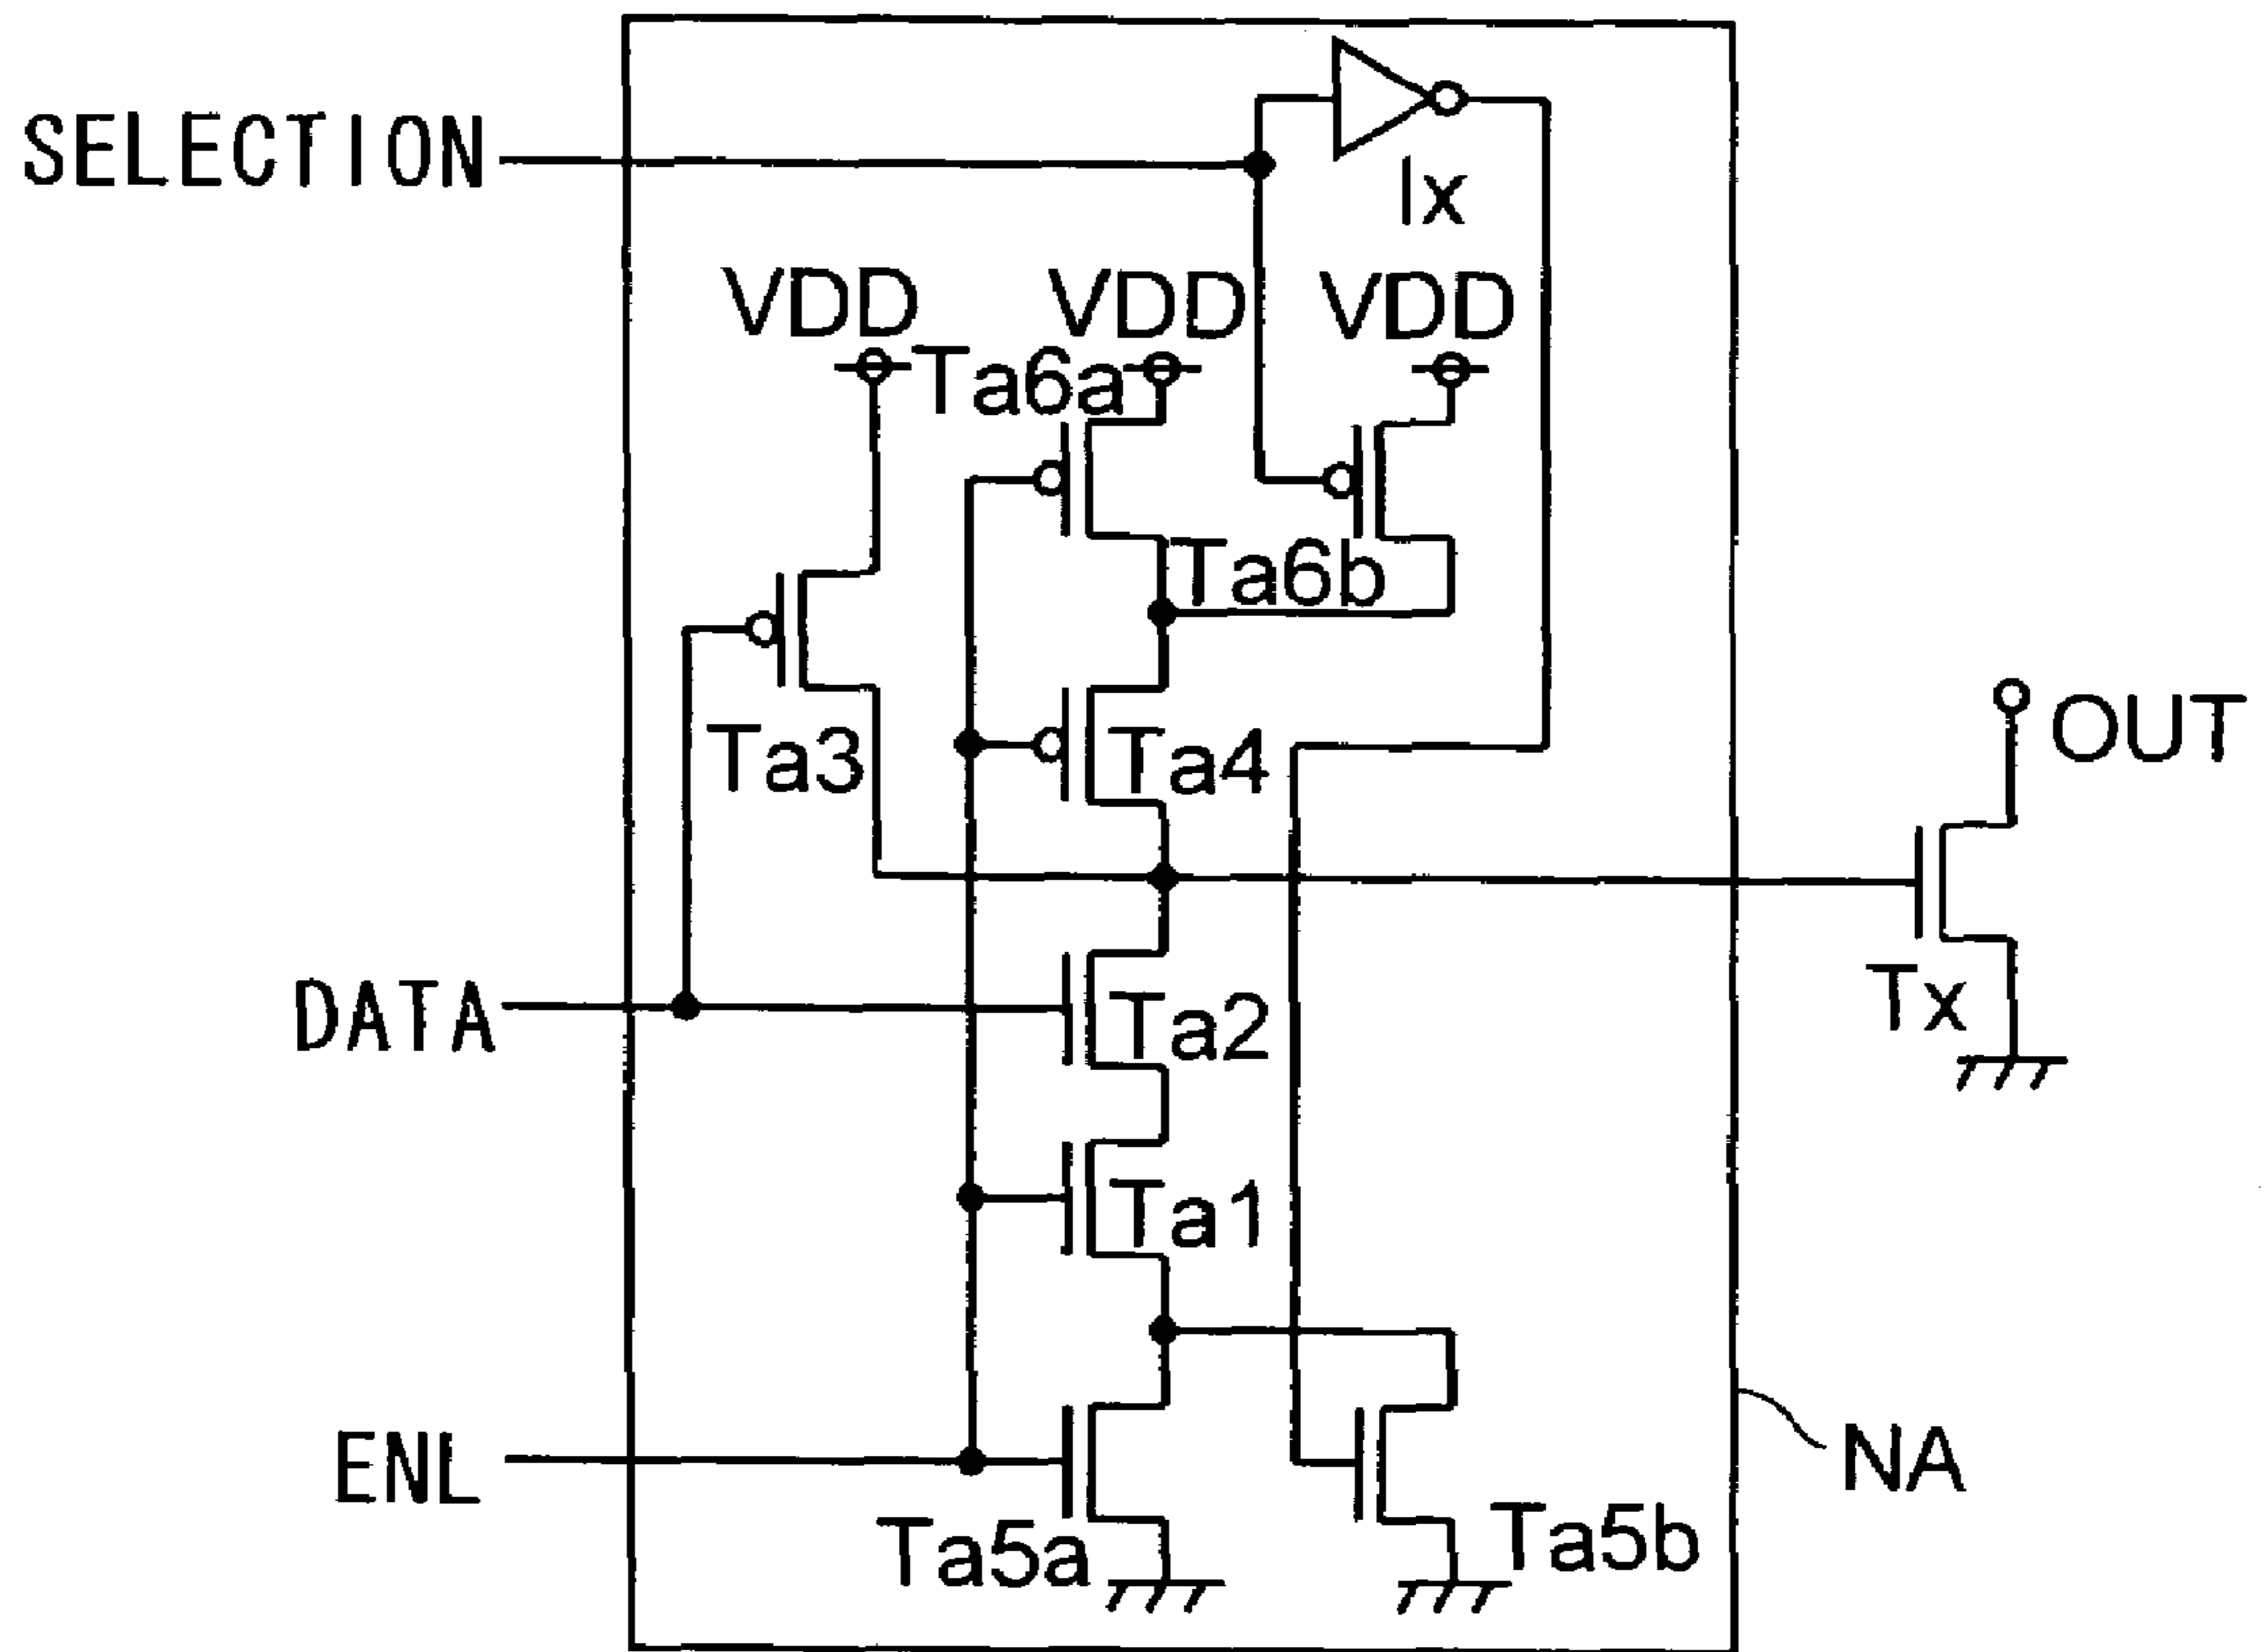 SELECTION
Ix
VDD
VDD
VDD
Ta6a
Ta6b
Ta3
Ta4
OUT
DATA
Ta2
Tx
Ta1
ENL
NA
Ta5a
Ta5b